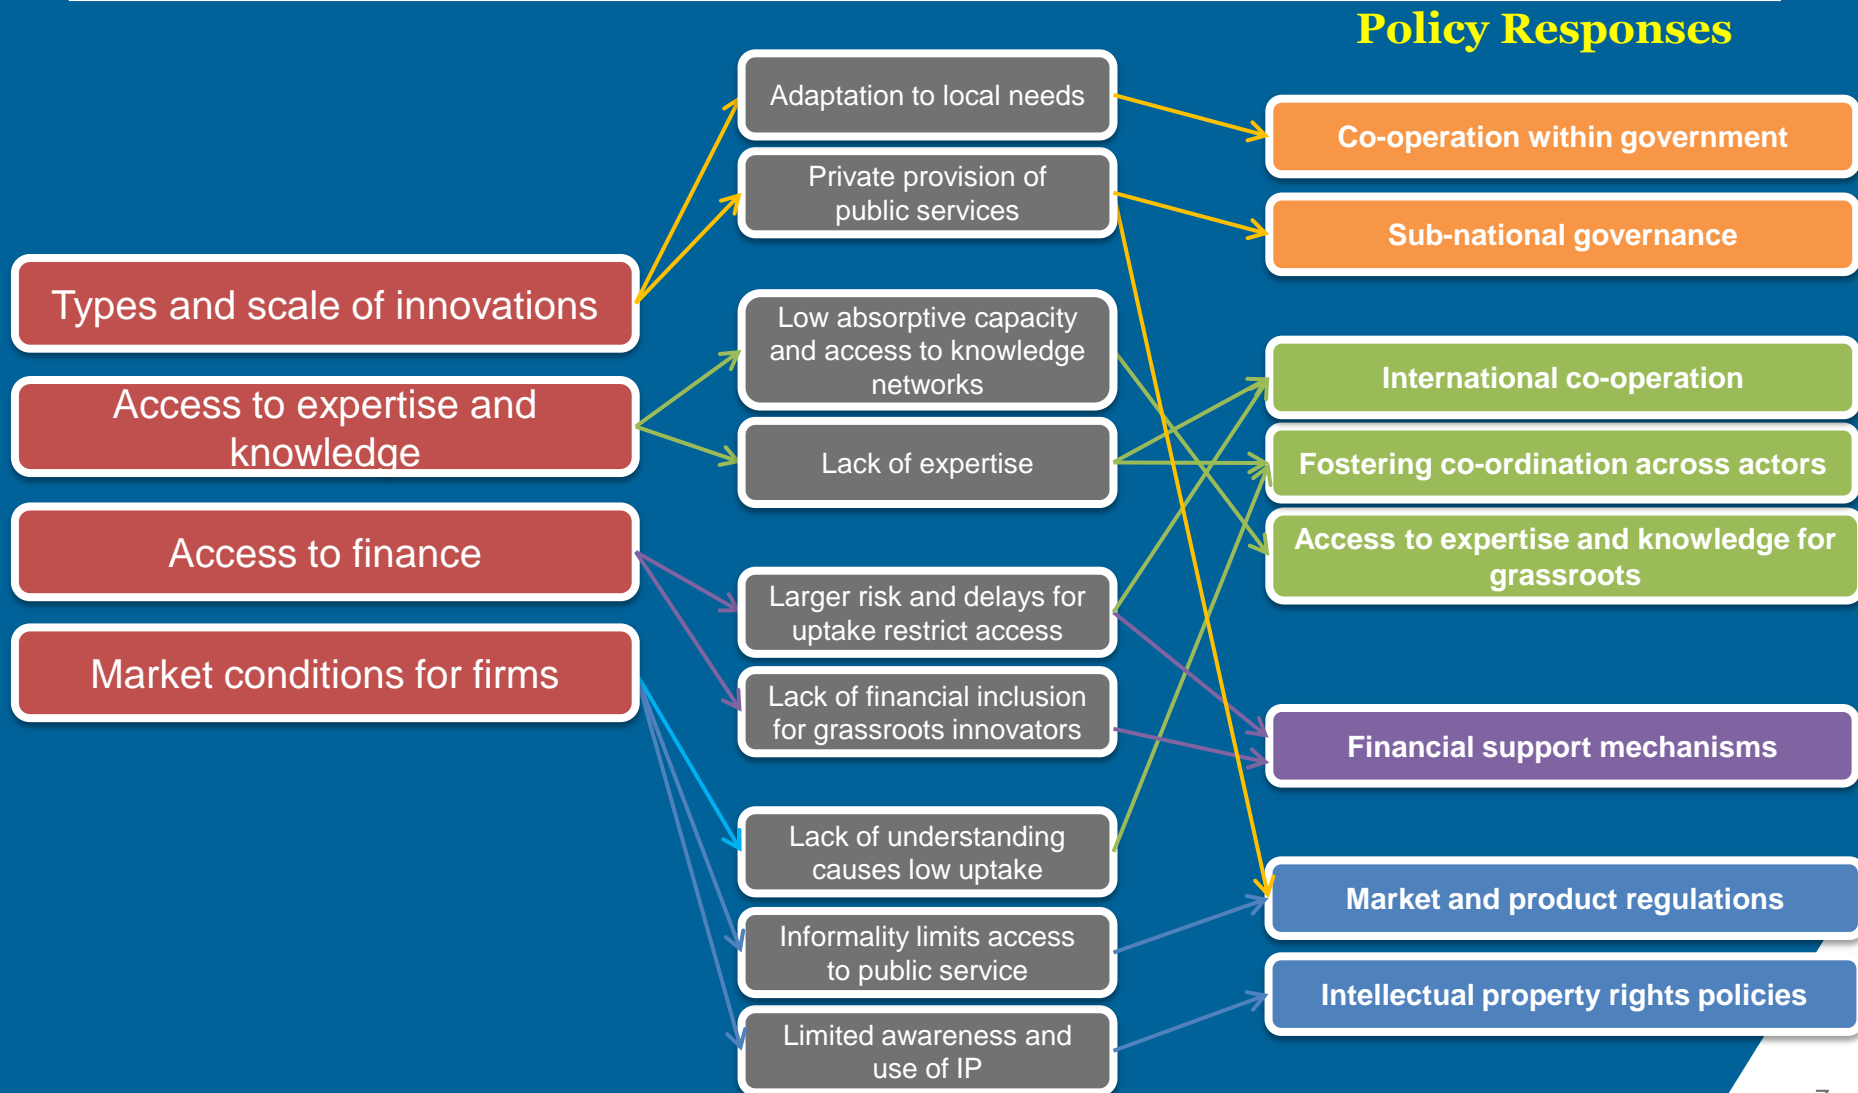 Policy Responses
Types and scale of innovations
Access to expertise and
knowledge
Access to finance
Market conditions for firms
Adaptation to local needs
Private provision of
public services
Low absorptive capacity
and access to knowledge
networks
Lack of expertise
Larger risk and delays for
uptake restrict access
Lack of financial inclusion
for grassroots innovators
Lack of understanding
causes low uptake
Informality limits access
to public service
Limited awareness and
use of IP
Co-operation within government
Sub-national governance
International co-operation
Fostering co-ordination across actors
Access to expertise and knowledge for
grassroots
Financial support mechanisms
Market and product regulations
Intellectual property rights policies